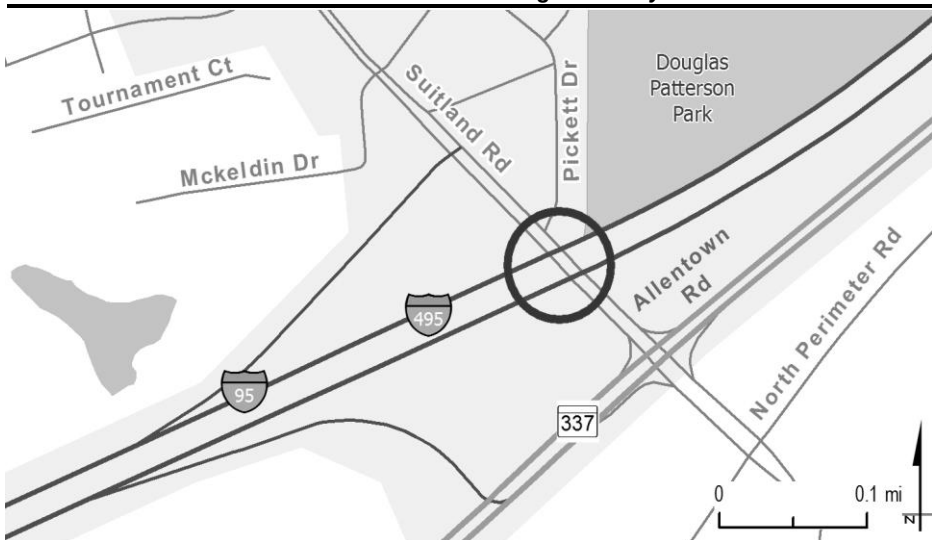 Tournament Ct
Mckeldin Dr
Suitland Rd
Pickett Dr
Douglas
Patterson
Park
Allentown
Rd
North Perimeter Rd
495
95
337
0
0.1 mi
N